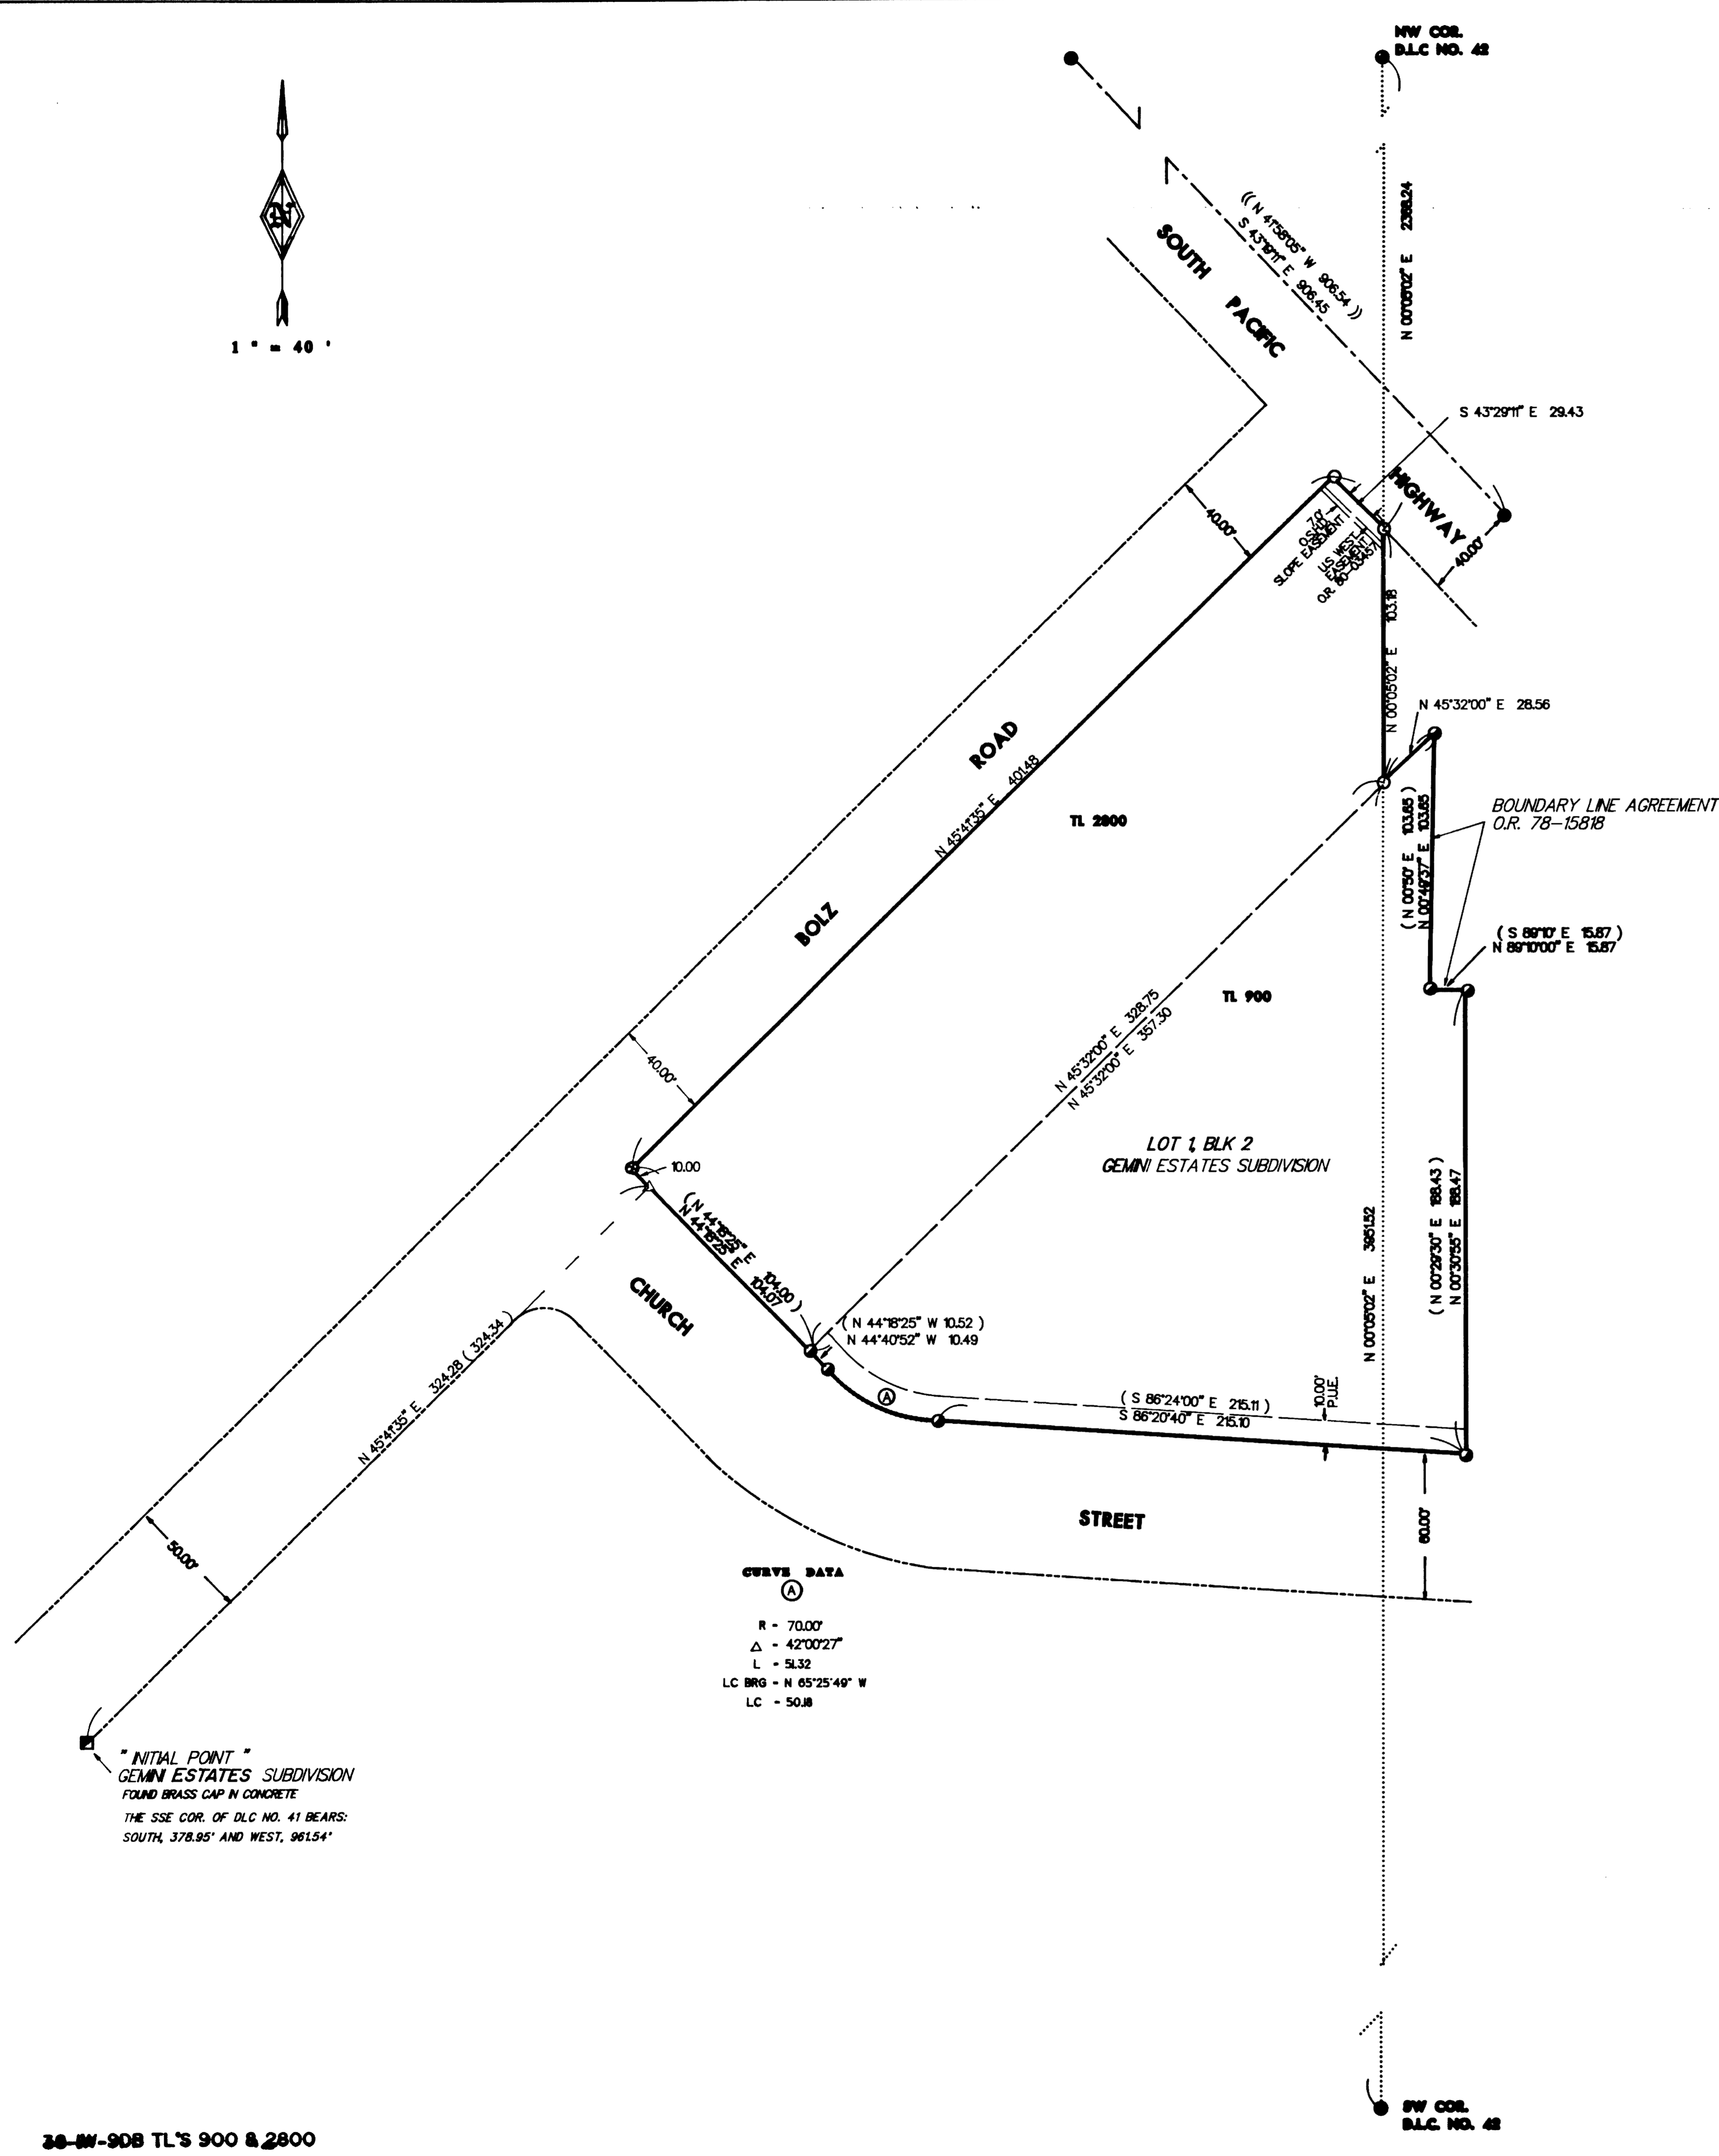 NW COR.
D.L.C NO. 42
1 " = 40 '
(( N 41°58'05" W 906.54 ))
S 43°19'11" E 906.45
SOUTH PACIFIC
HIGHWAY
N 00°05'02" E 2368.24
S 43°29'11" E 29.43
40.00'
40.00'
7.0'
O.S.H.D.
SLOPE EASEMENT
U.S WEST
EASEMENT
O.R. 80-03457
N 00°05'02" E 103.18
N 45°32'00" E 28.56
BOLZ ROAD
N 45°41'35" E 401.48
TL 2800
( N 00°50' E 103.65 )
N 00°49'37" E 103.65
BOUNDARY LINE AGREEMENT
O.R. 78-15818
( S 89°10' E 15.87 )
N 89°10'00" E 15.87
TL 900
N 45°32'00" E 328.75
N 45°32'00" E 357.30
40.00'
LOT 1, BLK 2
GEMINI ESTATES SUBDIVISION
10.00
( N 44°18'25" E 104.00 )
N 44°18'25" E 104.07
( N 00°29'30" E 188.43 )
N 00°30'55" E 188.47
N 00°05'02" E 3951.52
CHURCH
( N 44°18'25" W 10.52 )
N 44°40'52" W 10.49
N 45°41'35" E 324.28 ( 324.34 )
A
( S 86°24'00" E 215.11 )
S 86°20'40" E 215.10
10.00'
P.U.E.
STREET
60.00'
50.00'
CURVE DATA
A
R - 70.00'
△ - 42°00'27"
L - 51.32
LC BRG - N 65°25'49" W
LC - 50.18
" INITIAL POINT "
GEMINI ESTATES SUBDIVISION
FOUND BRASS CAP IN CONCRETE
THE SSE COR. OF DLC NO. 41 BEARS:
SOUTH, 378.95' AND WEST, 961.54'
SW COR.
D.L.C. NO. 42
38-1W-9DB TL'S 900 & 2800